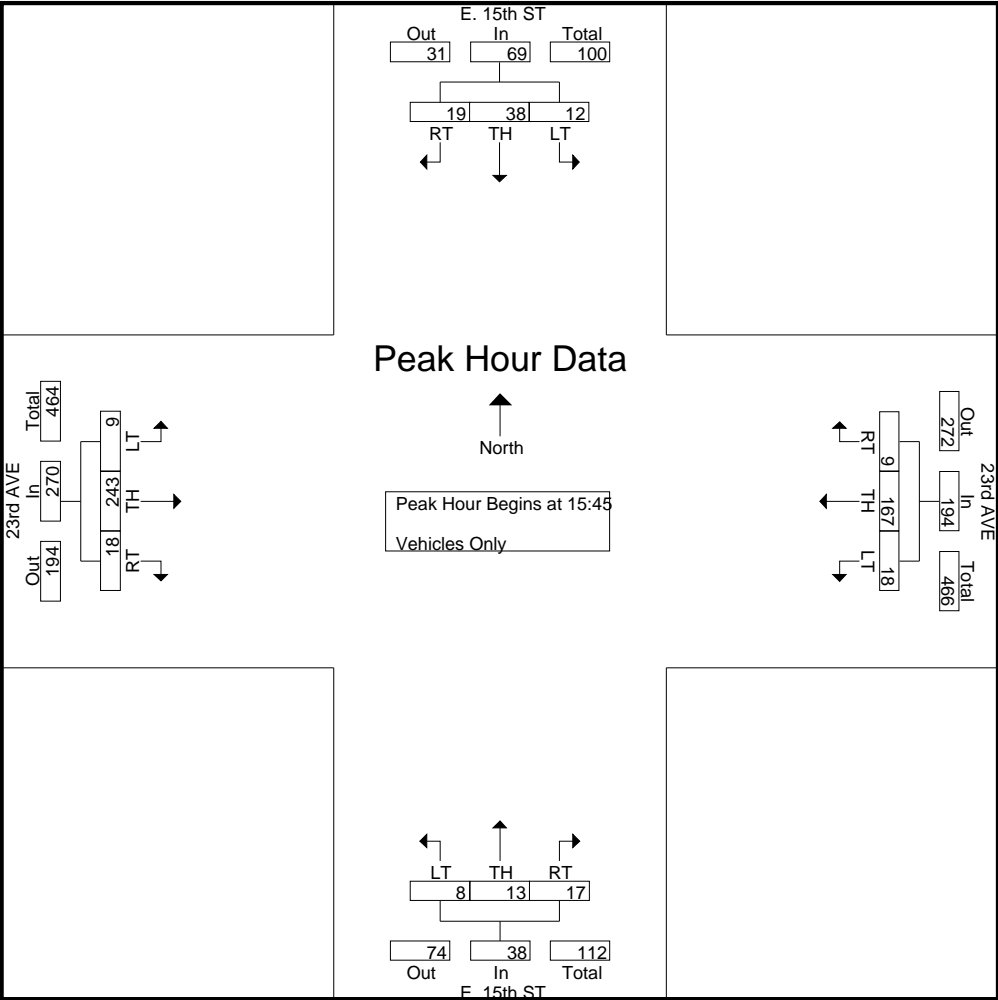 E. 15th ST
Out In Total
31 69 100
19 38 12
RT TH LT
Peak Hour Data
North
Peak Hour Begins at 15:45
Vehicles Only
23rd AVE
Out In Total
194 270 464
9 243 18
LT TH RT
23rd AVE
Out In Total
272 194 466
9 167 18
RT TH LT
LT TH RT
8 13 17
74 38 112
Out In Total
E. 15th ST